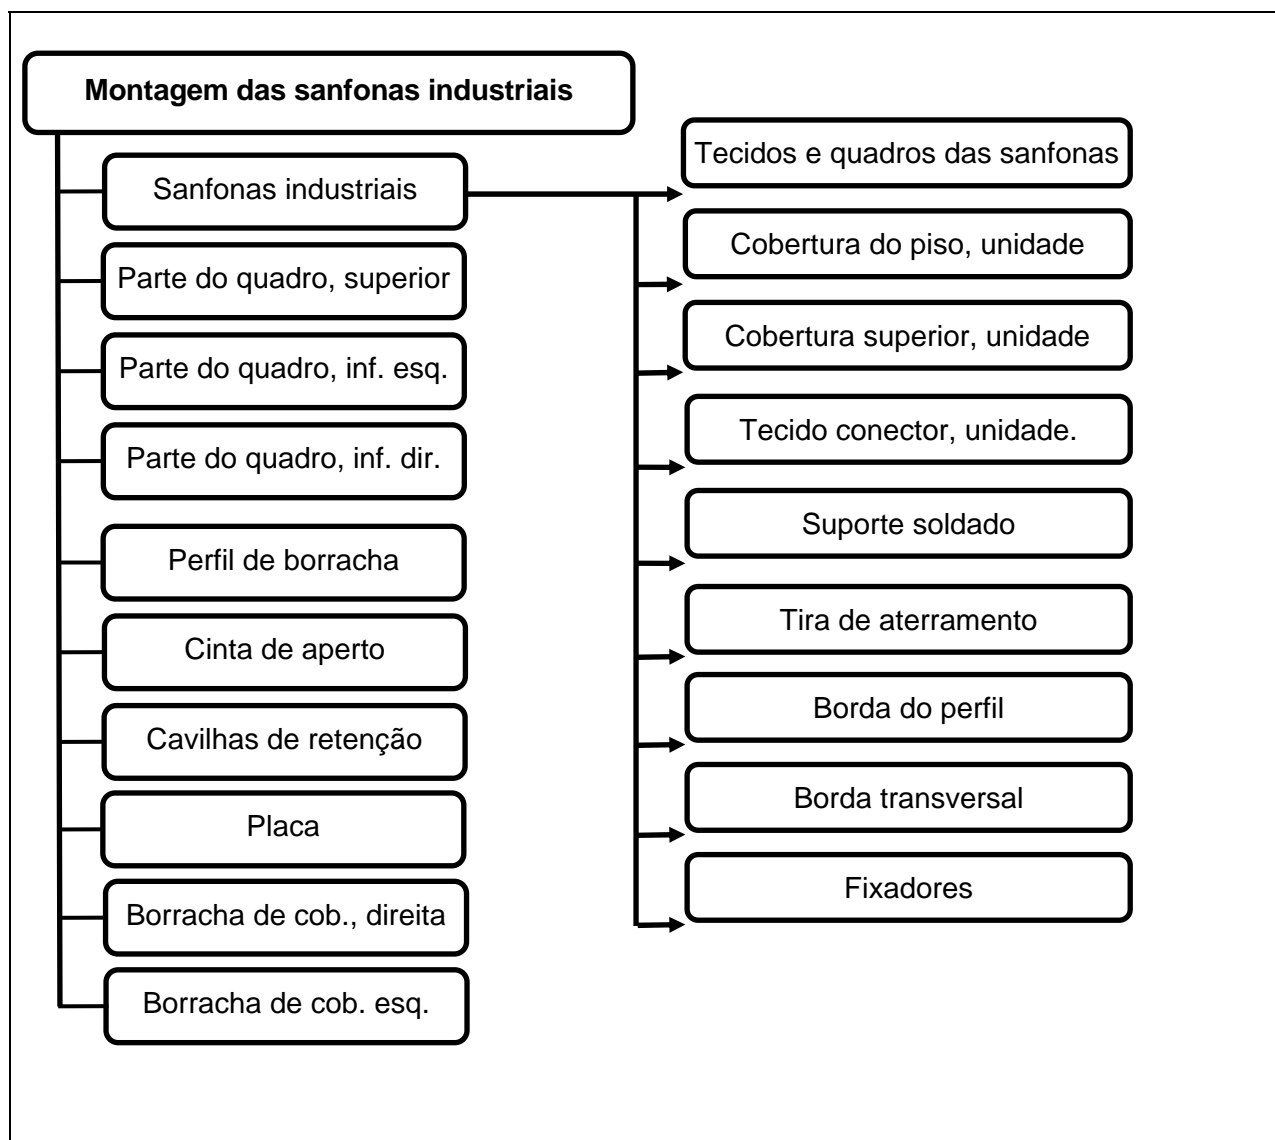 Montagem das sanfonas industriais
Sanfonas industriais
Parte do quadro, superior
Parte do quadro, inf. esq.
Parte do quadro, inf. dir.
Perfil de borracha
Cinta de aperto
Cavilhas de retenção
Placa
Borracha de cob., direita
Borracha de cob. esq.
Tecidos e quadros das sanfonas
Cobertura do piso, unidade
Cobertura superior, unidade
Tecido conector, unidade.
Suporte soldado
Tira de aterramento
Borda do perfil
Borda transversal
Fixadores